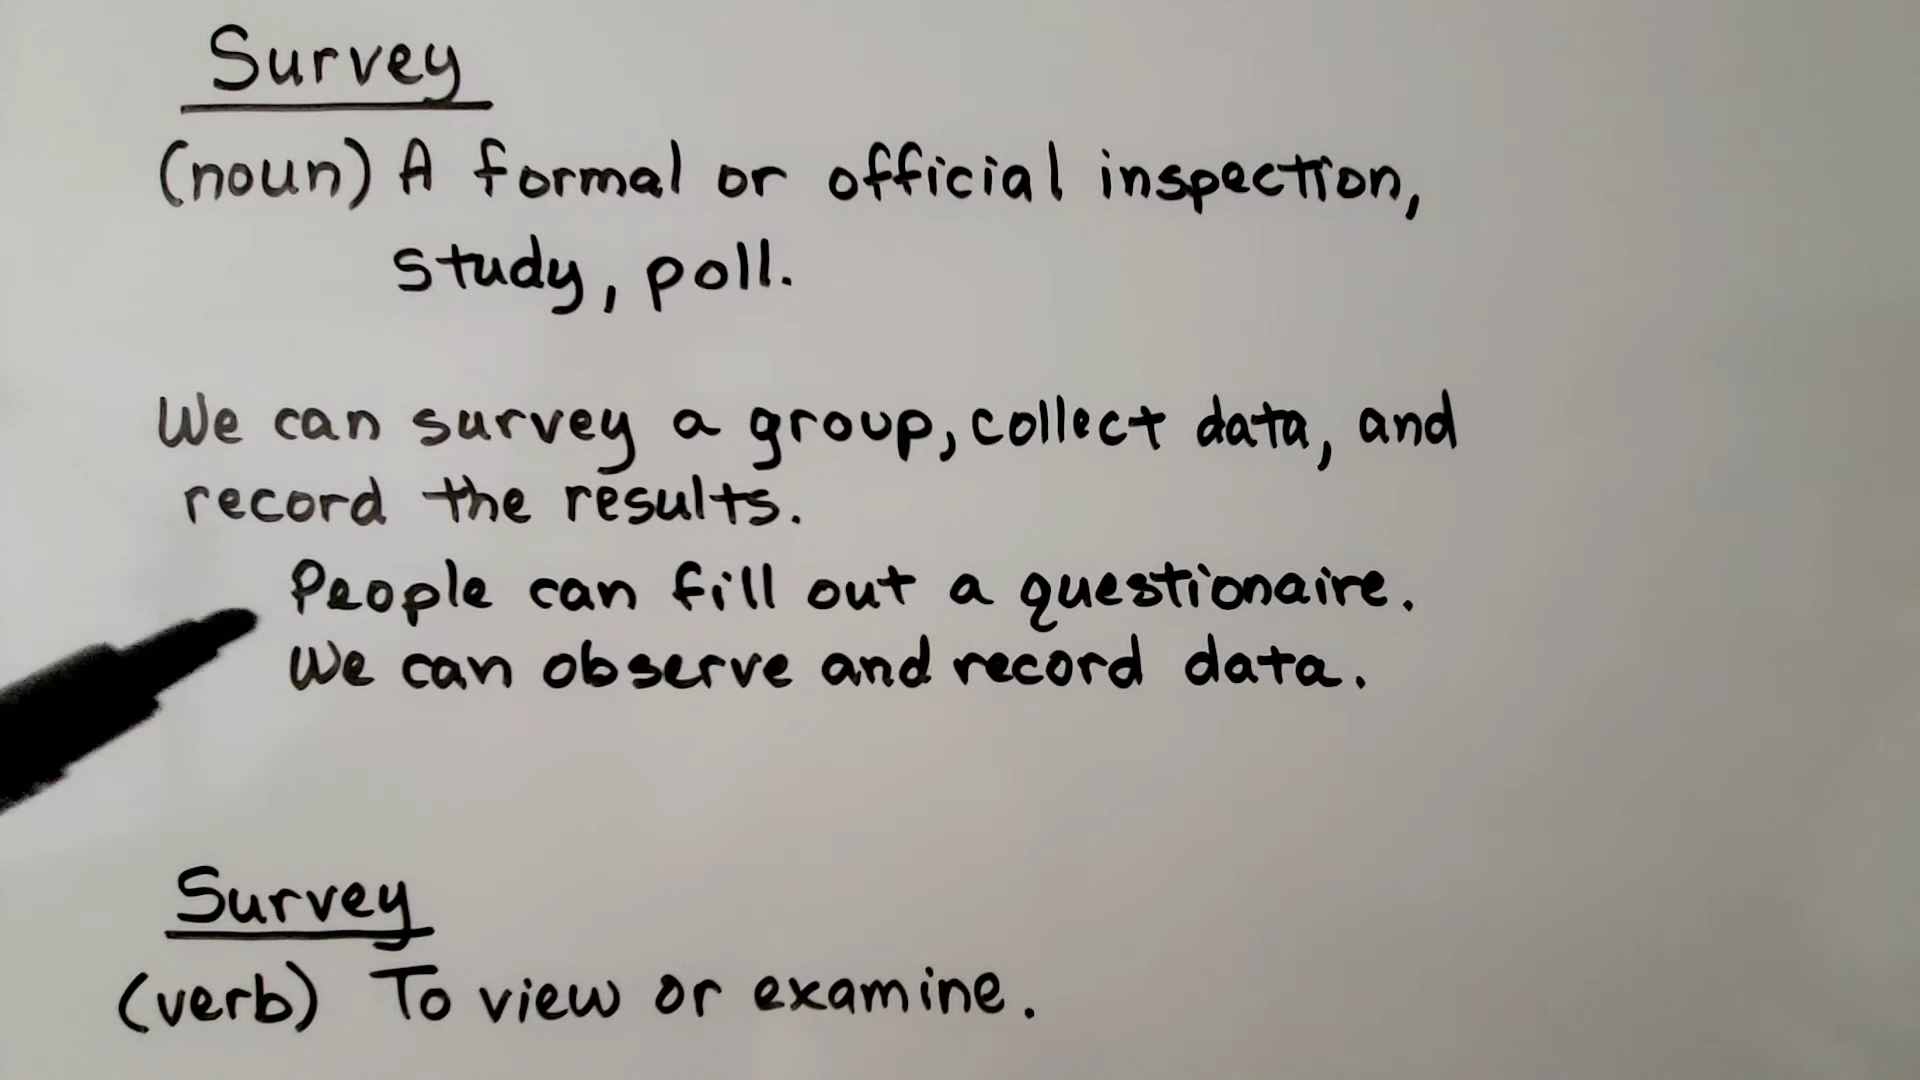 Survey
(noun) A formal or official inspection,
study, poll.
We can survey a group, collect data, and
record the results.
People can fill out a questionaire.
We can observe and record data.
Survey
(verb) To view or examine.